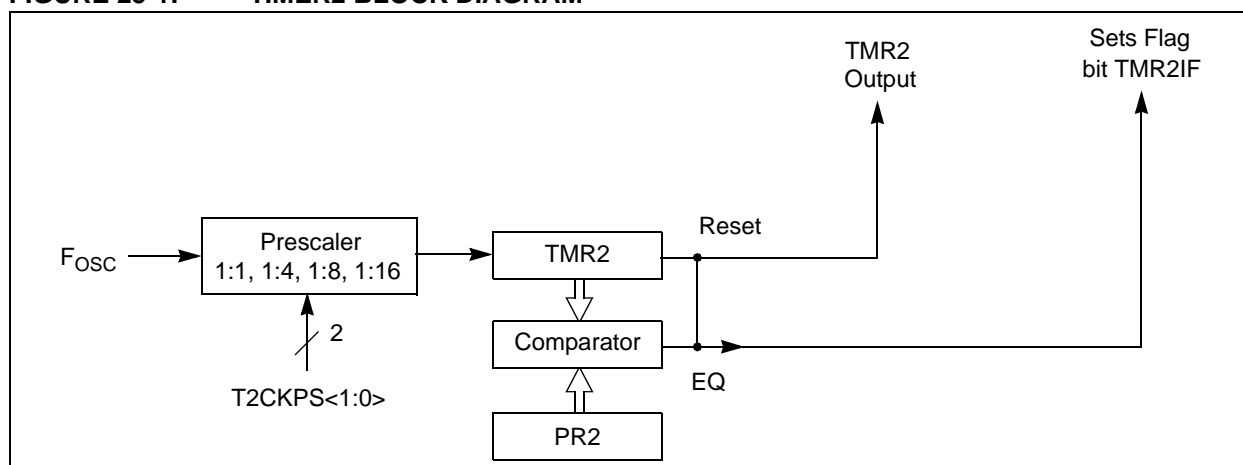 TMR2
Output
Sets Flag
bit TMR2IF
Reset
FOSC
Prescaler
1:1, 1:4, 1:8, 1:16
TMR2
2
Comparator
EQ
T2CKPS<1:0>
PR2